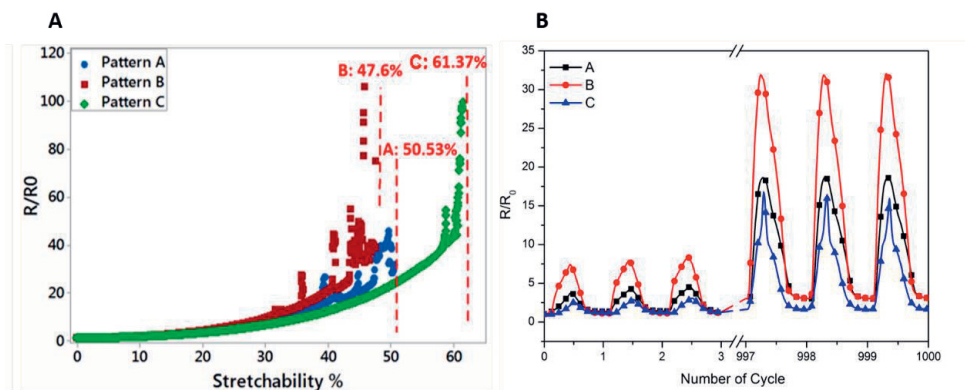 A
B
120
100
80
60
40
20
0
R/R0
Pattern A
Pattern B
Pattern C
B: 47.6%
C: 61.37%
A: 50.53%
0 10 20 30 40 50 60
Stretchability %
35
30
25
20
15
10
5
0
R/R0
A
B
C
0 1 2 3 997 998 999 1000
Number of Cycle